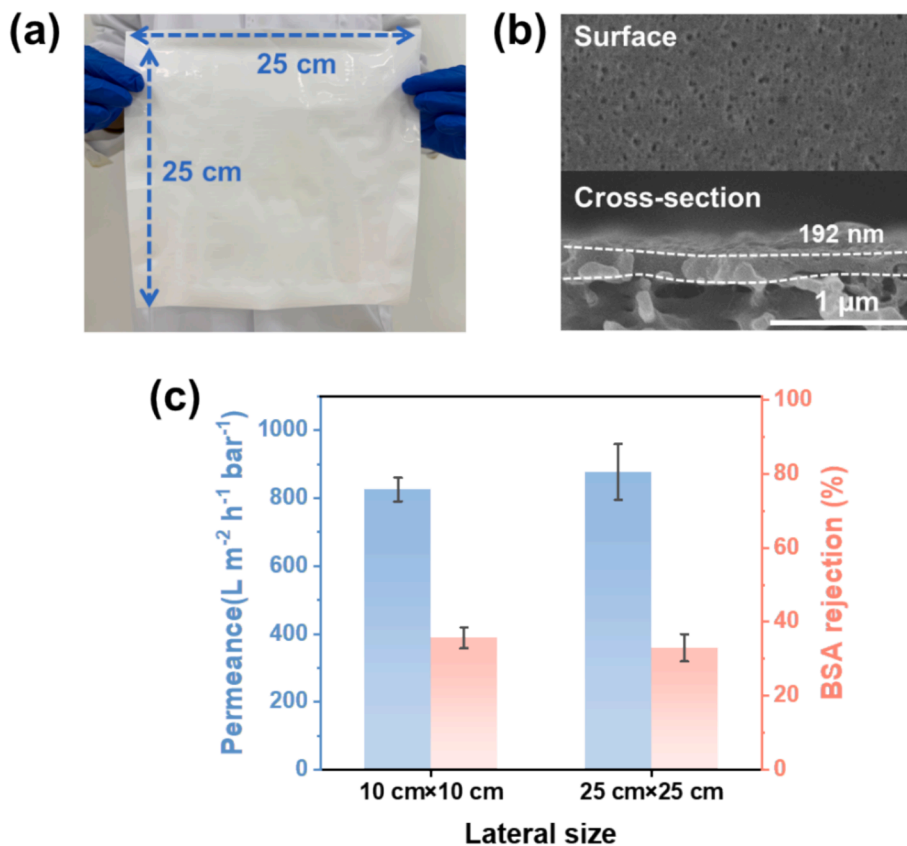 (a)
25 cm
25 cm
(b)
Surface
Cross-section
192 nm
1 μm
(c)
Permeance(L m⁻² h⁻¹ bar⁻¹)
1000
800
600
400
200
0
100
80
60
40
20
0
BSA rejection (%)
10 cm×10 cm
25 cm×25 cm
Lateral size